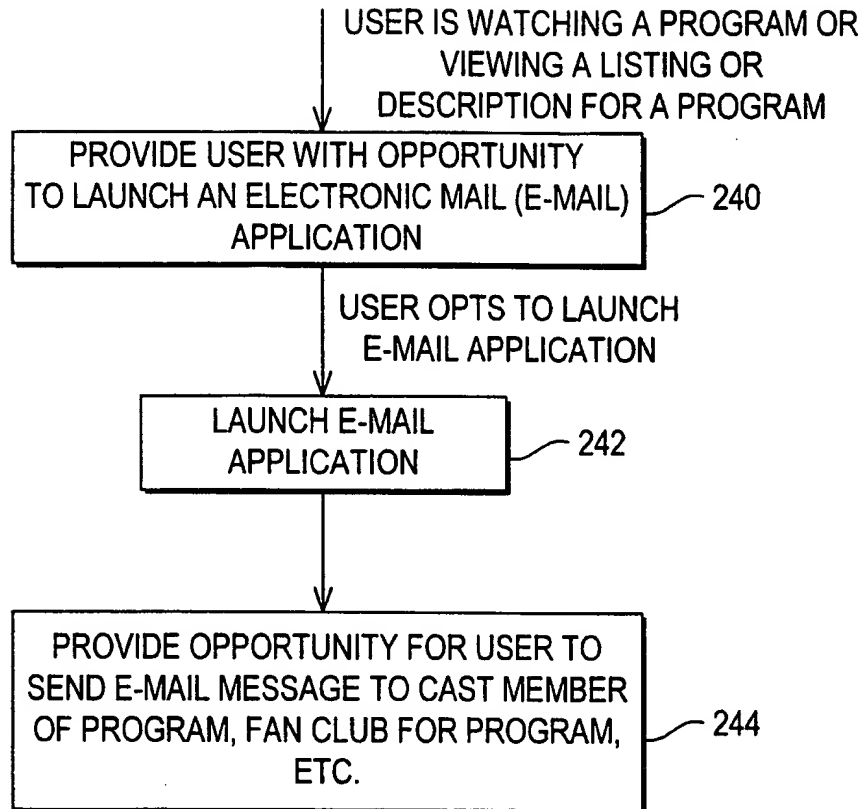 USER IS WATCHING A PROGRAM OR
VIEWING A LISTING OR
DESCRIPTION FOR A PROGRAM
PROVIDE USER WITH OPPORTUNITY
TO LAUNCH AN ELECTRONIC MAIL (E-MAIL)
APPLICATION
240
USER OPTS TO LAUNCH
E-MAIL APPLICATION
LAUNCH E-MAIL
APPLICATION
242
PROVIDE OPPORTUNITY FOR USER TO
SEND E-MAIL MESSAGE TO CAST MEMBER
OF PROGRAM, FAN CLUB FOR PROGRAM,
ETC.
244